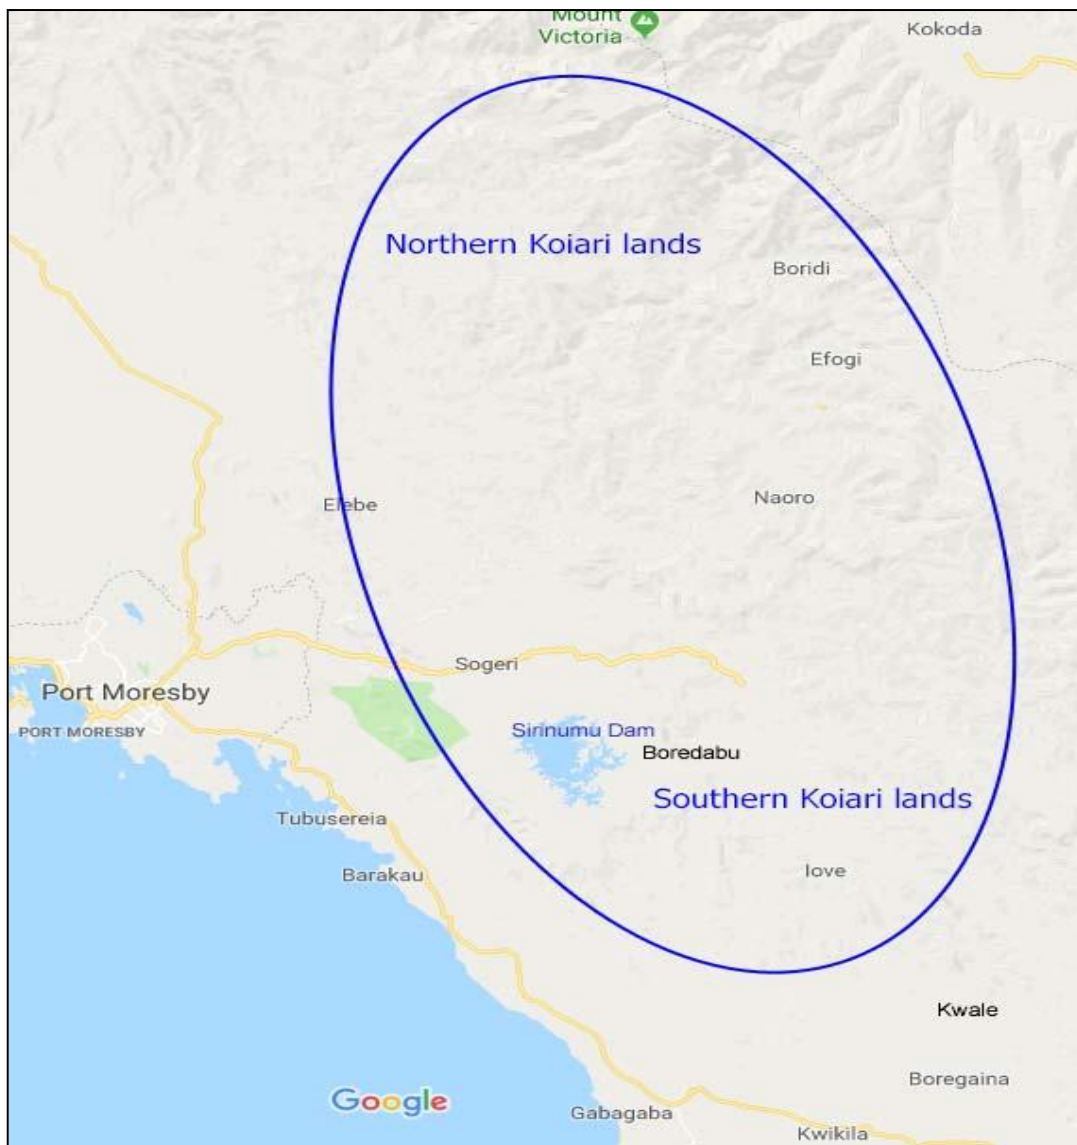 Mount
Victoria
Kokoda
Northern Koiari lands
Boridi
Efogi
Naoro
Elebe
Sogeri
Port Moresby
PORT MORESBY
Sirinumu Dam
Boredabu
Southern Koiari lands
Tubusereia
Iove
Barakau
Kwale
Boregaina
Google
Gabagaba
Kwikila